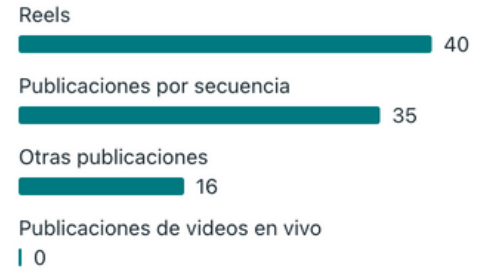 Reels
40
Publicaciones por secuencia
35
Otras publicaciones
16
Publicaciones de videos en vivo
0